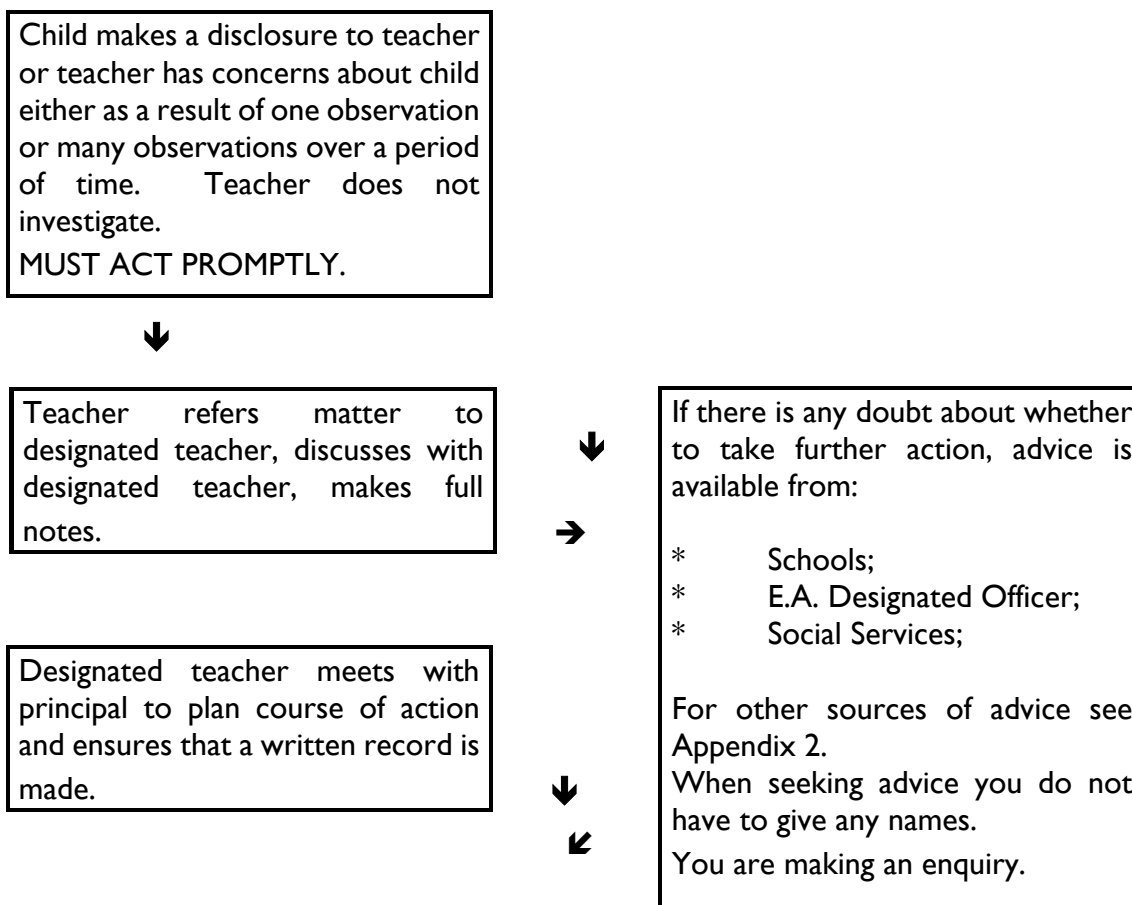 Child makes a disclosure to teacher
or teacher has concerns about child
either as a result of one observation
or many observations over a period
of time. Teacher does not
investigate.
MUST ACT PROMPTLY.
Teacher refers matter to
designated teacher, discusses with
designated teacher, makes full
notes.
Designated teacher meets with
principal to plan course of action
and ensures that a written record is
made.
If there is any doubt about whether
to take further action, advice is
available from:
* Schools;
* E.A. Designated Officer;
* Social Services;
For other sources of advice see
Appendix 2.
When seeking advice you do not
have to give any names.
You are making an enquiry.